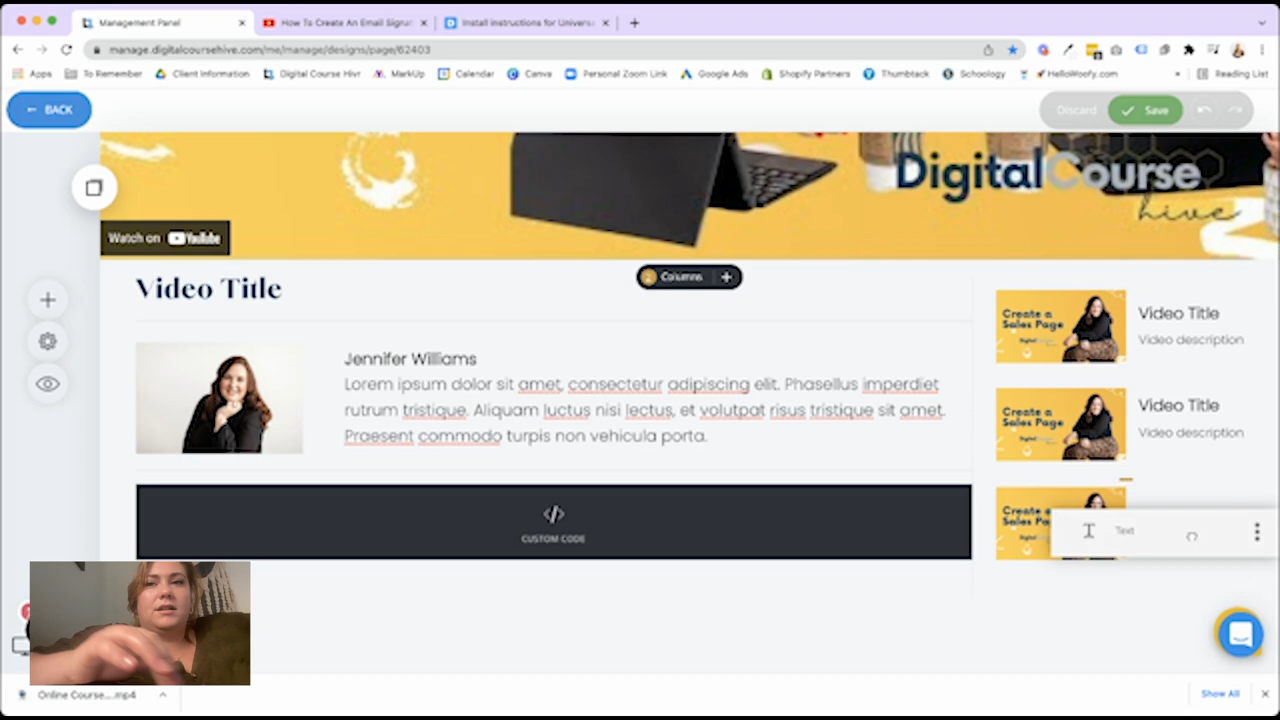 Management Panel
How To Create An Email Signat
Install instructions for Univers
manage.digitalcoursehive.com/me/manage/designs/page/62403
Apps
To Remember
Client Information
Digital Course Hivr
MarkUp
Calendar
Canva
Personal Zoom Link
Google Ads
Shopify Partners
Thumbtack
Schoology
HelloWoofy.com
Reading List
← BACK
Discard
Save
DigitalCourse
hive
Watch on YouTube
2 Columns +
Video Title
Jennifer Williams
Lorem ipsum dolor sit amet, consectetur adipiscing elit. Phasellus imperdiet
rutrum tristique. Aliquam luctus nisi lectus, et volutpat risus tristique sit amet.
Praesent commodo turpis non vehicula porta.
</> 
CUSTOM CODE
Create a
Sales Page
Video Title
Video description
Create a
Sales Page
Video Title
Video description
Create a
Sales Pa
Text
Online Course....mp4
Show All